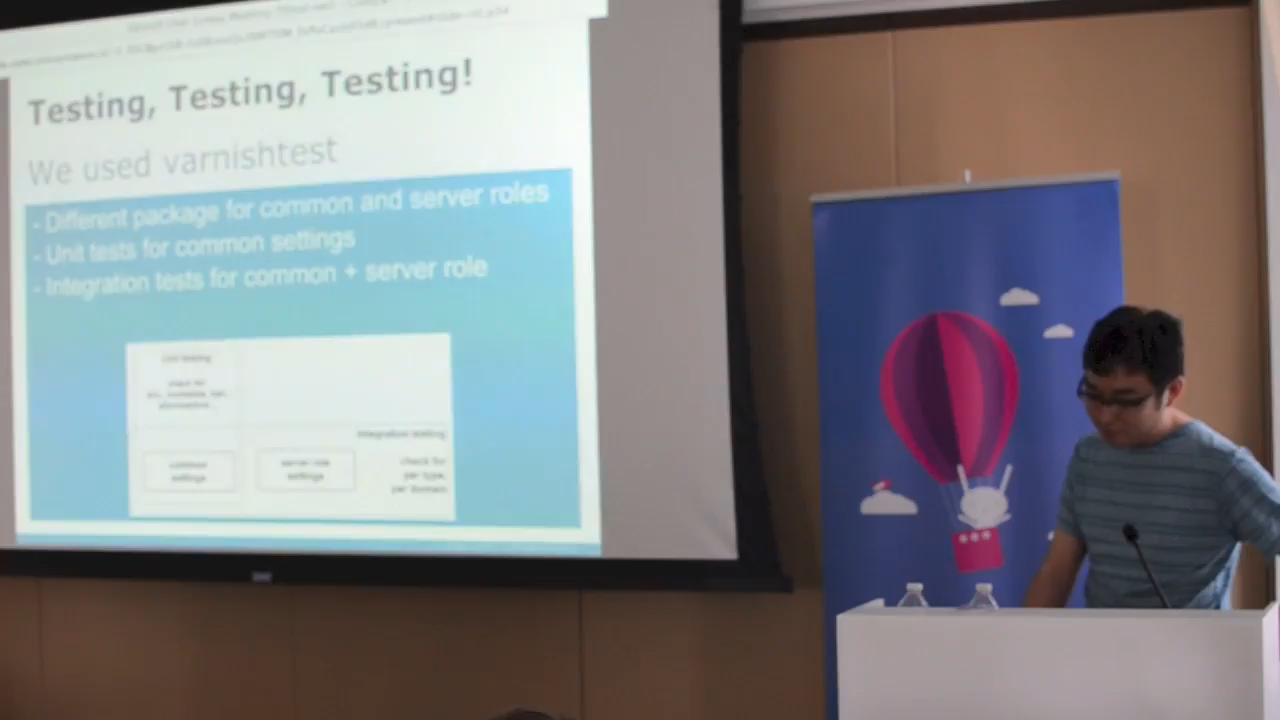 Testing, Testing, Testing!
We used varnishtest
- Different package for common and server roles
- Unit tests for common settings
- Integration tests for common + server role
Unit testing
check for
Integration testing
common
settings
server role
settings
check for
per type,
per domain